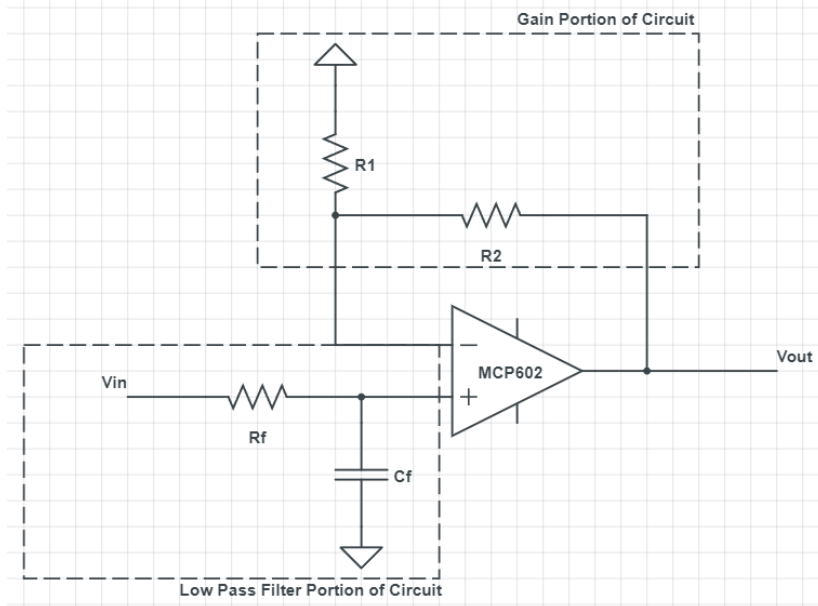 Gain Portion of Circuit
R1
R2
MCP602
Vout
Vin
Rf
Cf
Low Pass Filter Portion of Circuit